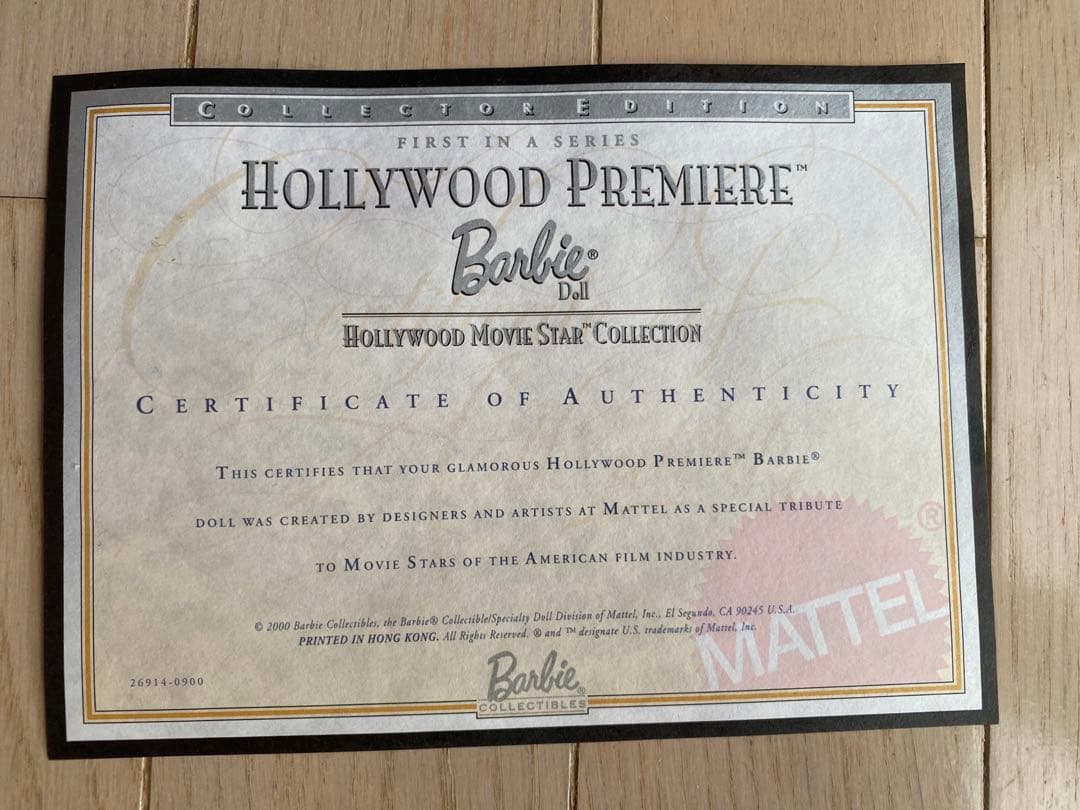 COLLECTOR EDITION
FIRST IN A SERIES
HOLLYWOOD PREMIERE™
Barbie®
Doll
HOLLYWOOD MOVIE STAR™ COLLECTION
CERTIFICATE OF AUTHENTICITY
THIS CERTIFIES THAT YOUR GLAMOROUS HOLLYWOOD PREMIERE™ BARBIE®
DOLL WAS CREATED BY DESIGNERS AND ARTISTS AT MATTEL AS A SPECIAL TRIBUTE
TO MOVIE STARS OF THE AMERICAN FILM INDUSTRY.
© 2000 Barbie Collectibles, the Barbie® Collectible/Specialty Doll Division of Mattel, Inc., El Segundo, CA 90245 U.S.A.
PRINTED IN HONG KONG. All Rights Reserved. ® and ™ designate U.S. trademarks of Mattel, Inc.
MATTEL ®
26914-0900
Barbie®
COLLECTIBLES